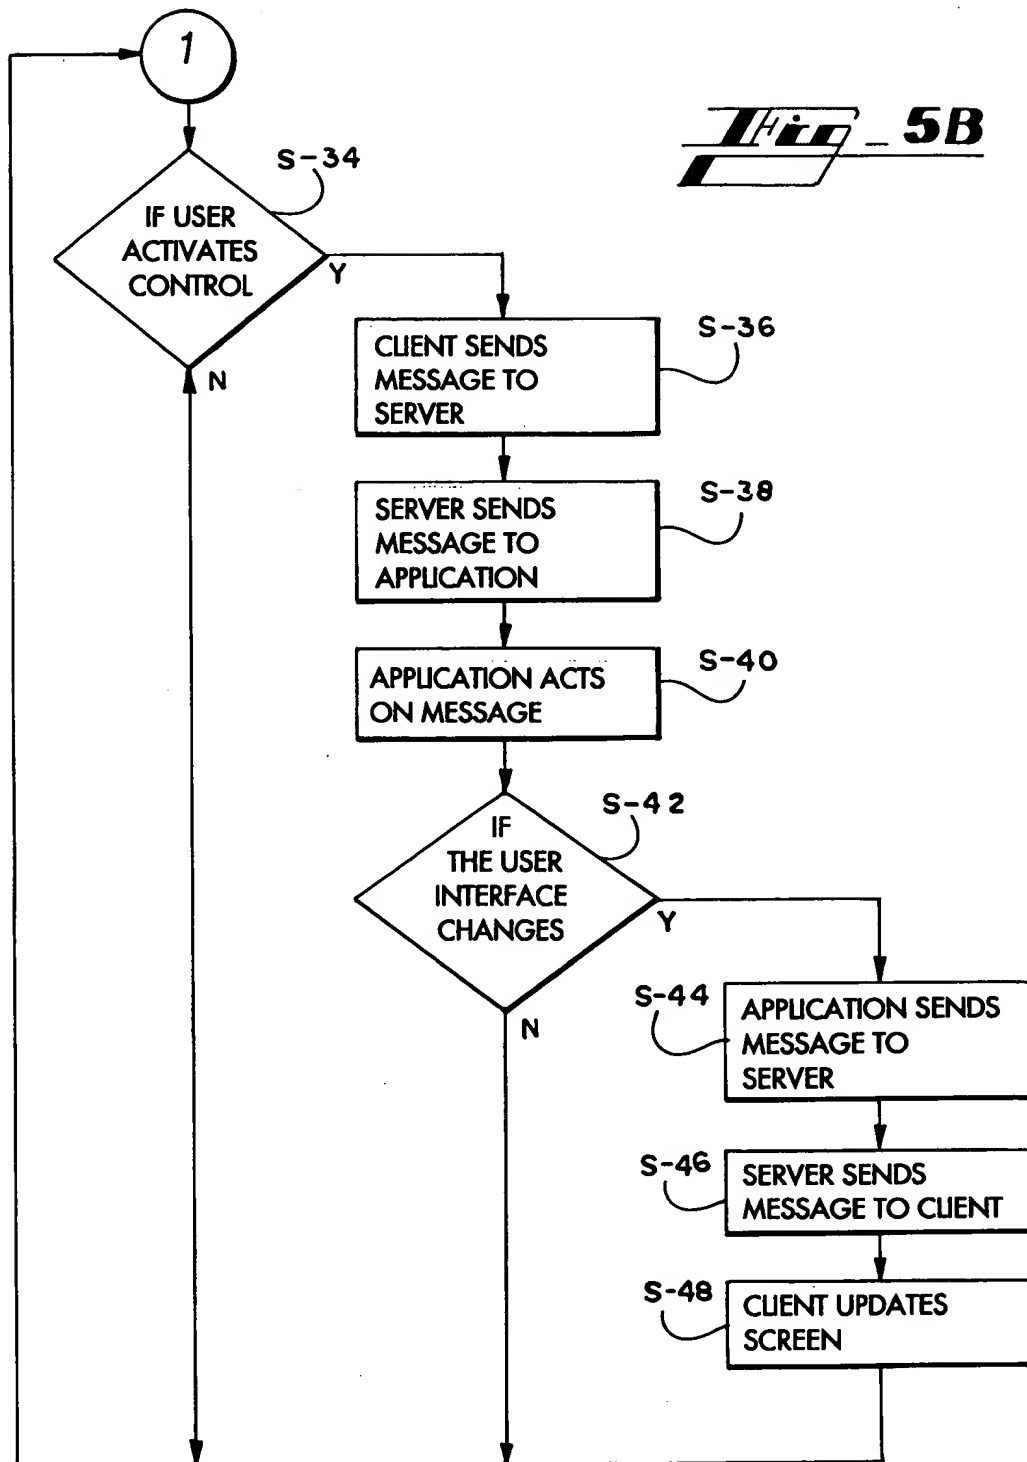 1
Fig_5B
S-34
IF USER
ACTIVATES
CONTROL
Y
N
S-36
CLIENT SENDS
MESSAGE TO
SERVER
S-38
SERVER SENDS
MESSAGE TO
APPLICATION
S-40
APPLICATION ACTS
ON MESSAGE
S-42
IF
THE USER
INTERFACE
CHANGES
Y
N
S-44
APPLICATION SENDS
MESSAGE TO
SERVER
S-46
SERVER SENDS
MESSAGE TO CLIENT
S-48
CLIENT UPDATES
SCREEN